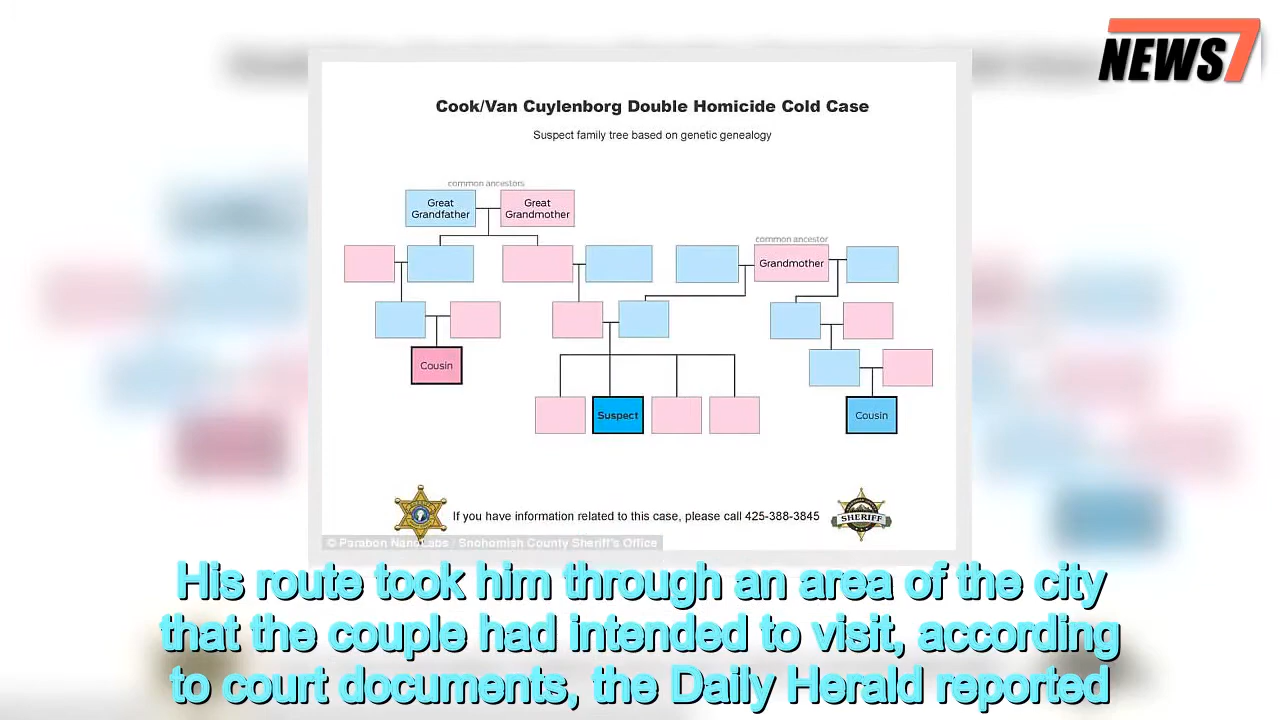 NEWS7
Cook/Van Cuylenborg Double Homicide Cold Case
Suspect family tree based on genetic genealogy
common ancestors
Great
Grandfather
Great
Grandmother
common ancestor
Grandmother
Cousin
Suspect
Cousin
If you have information related to this case, please call 425-388-3845
SHERIFF
© Parabon NanoLabs / Snohomish County Sheriff's Office
His route took him through an area of the city
that the couple had intended to visit, according
to court documents, the Daily Herald reported